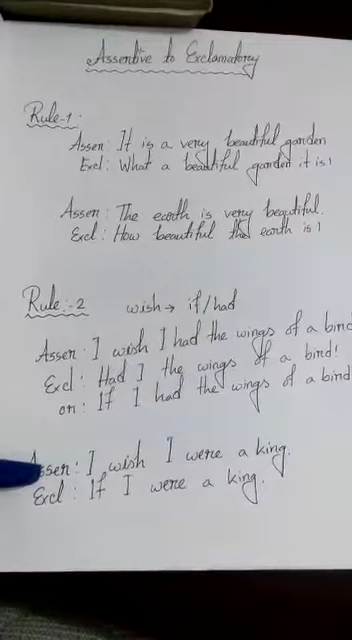 Assertive to Exclamatory
Rule-1:
Assen: It is a very beautiful garden
Excl: What a beautiful garden it is!
Assen: The earth is very beautiful.
Excl: How beautiful the earth is!
Rule:-2 wish → if/had
Assen: I wish I had the wings of a bird
Excl: Had I the wings of a bird!
or: If I had the wings of a bird
Assen: I wish I were a king.
Excl: If I were a king.